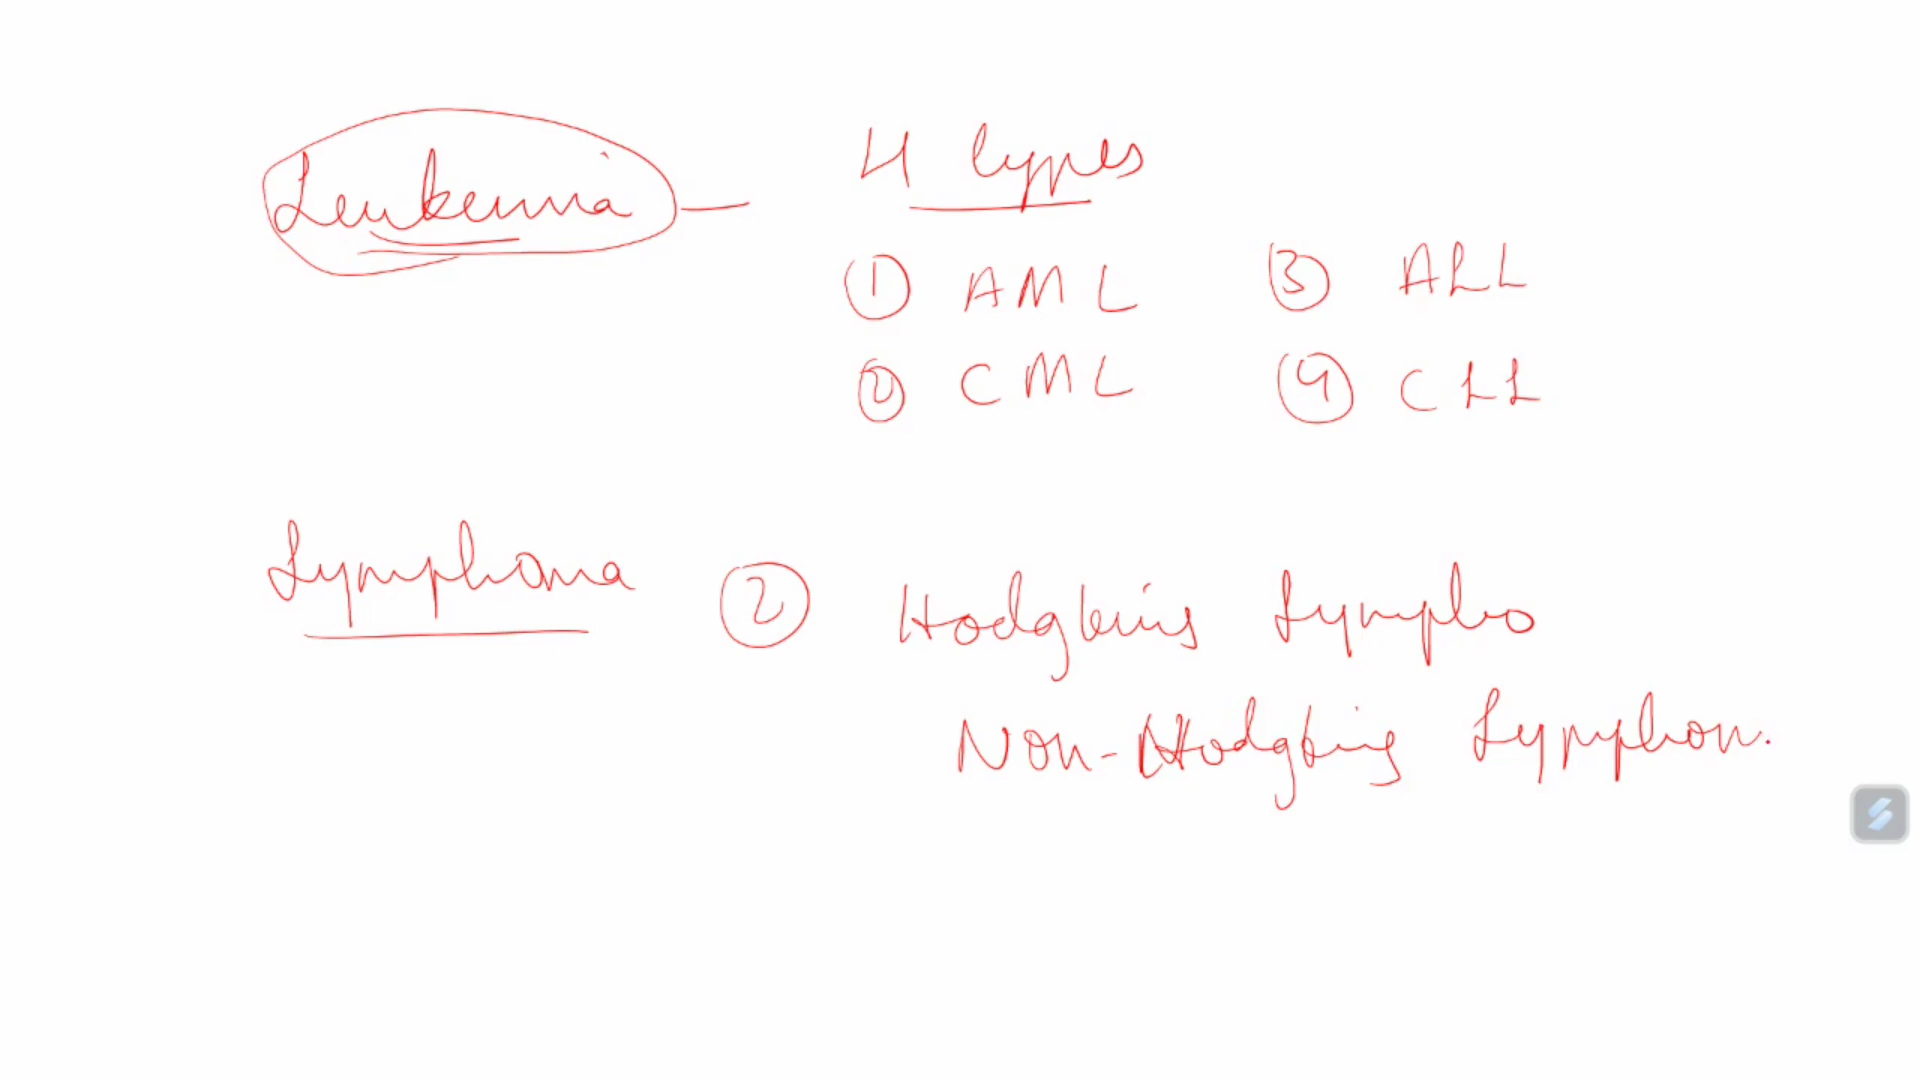 Leukemia - 4 types
① AML ③ ALL
② CML ④ CLL
Lymphoma ② Hodgkins Lympho
Non-Hodgkins Lymphom.